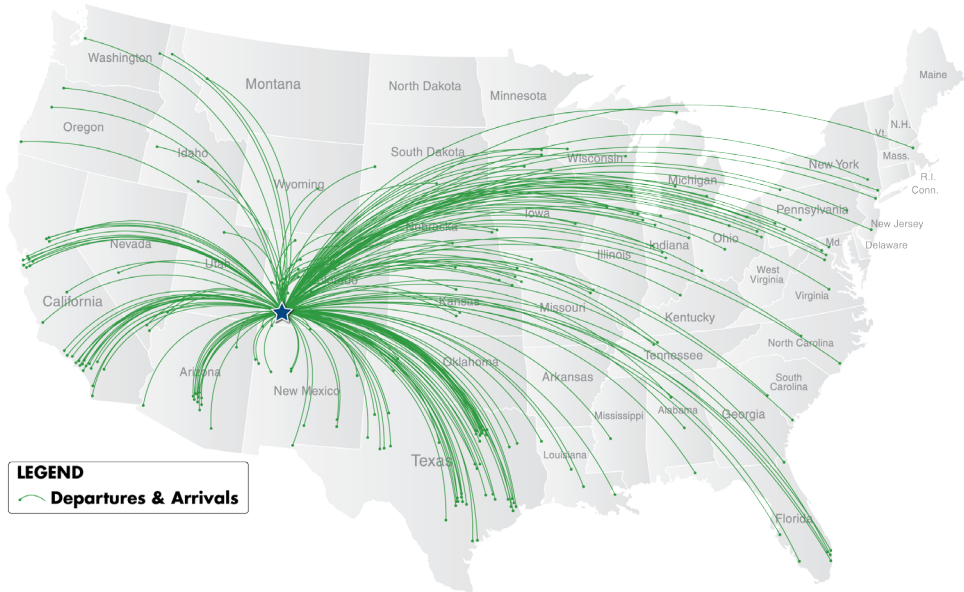 Washington
Montana
North Dakota
Minnesota
Maine
Oregon
Idaho
South Dakota
Wisconsin
Vt.
N.H.
Mass.
New York
R.I.
Conn.
Wyoming
Michigan
Pennsylvania
New Jersey
Nevada
Utah
Nebraska
Iowa
Illinois
Indiana
Ohio
Md.
Delaware
California
Colorado
Kansas
Missouri
West
Virginia
Virginia
Kentucky
North Carolina
Arizona
New Mexico
Oklahoma
Arkansas
Tennessee
South
Carolina
Mississippi
Alabama
Georgia
Texas
Louisiana
Florida
LEGEND
Departures & Arrivals